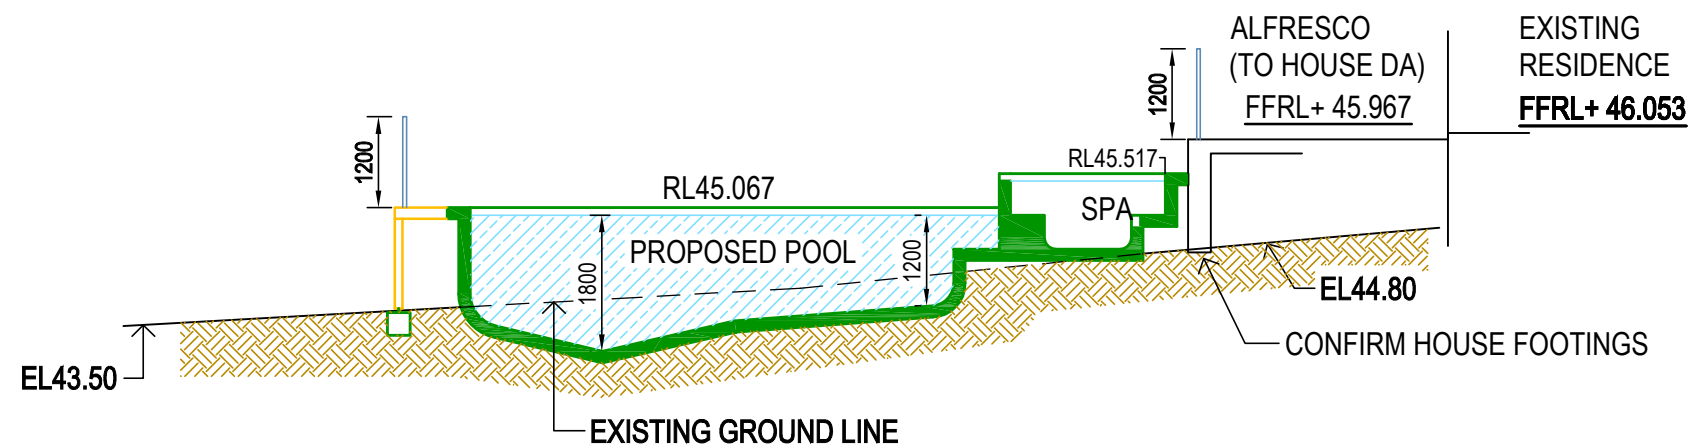 ALFRESCO
(TO HOUSE DA)
FFRL+ 45.967
EXISTING
RESIDENCE
FFRL+ 46.053
1200
1200
RL45.517
RL45.067
SPA
PROPOSED POOL
1800
1200
EL44.80
CONFIRM HOUSE FOOTINGS
EL43.50
EXISTING GROUND LINE